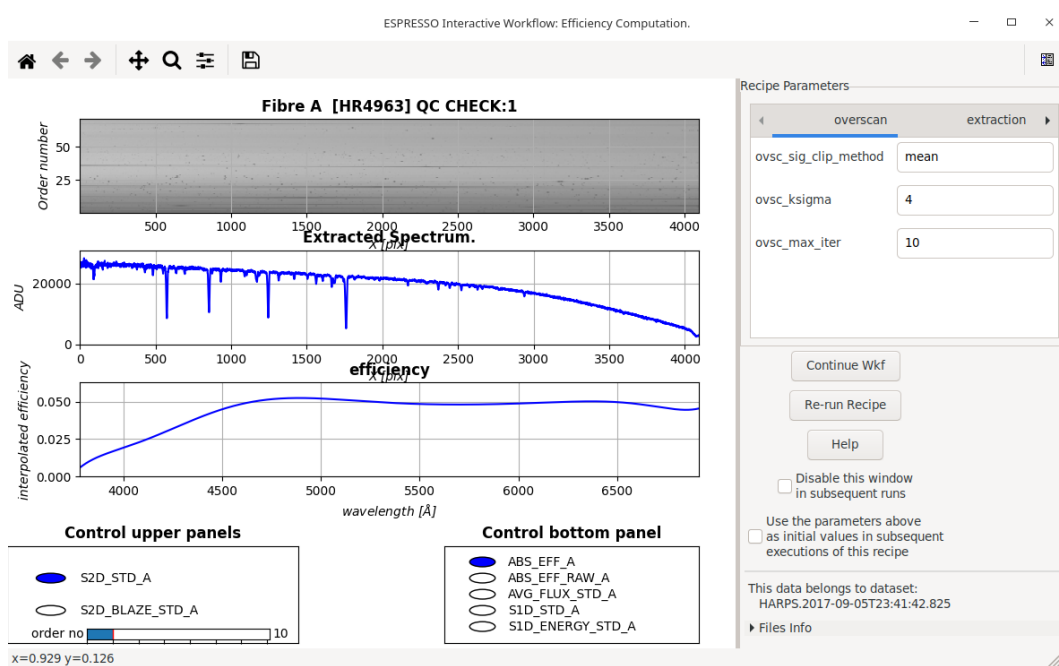 ESPRESSO Interactive Workflow: Efficiency Computation.
Recipe Parameters
Fibre A [HR4963] QC CHECK:1
overscan
extraction
Order number
50
25
500 1000 1500 2000 2500 3000 3500 4000
X [pix]
ovsc_sig_clip_method
mean
ovsc_ksigma
4
ovsc_max_iter
10
Extracted Spectrum.
ADU
20000
0
0 500 1000 1500 2000 2500 3000 3500 4000
X [pix]
efficiency
interpolated efficiency
0.050
0.025
0.000
4000 4500 5000 5500 6000 6500
wavelength [Å]
Continue Wkf
Re-run Recipe
Help
Disable this window
in subsequent runs
Use the parameters above
as initial values in subsequent
executions of this recipe
Control upper panels
S2D_STD_A
S2D_BLAZE_STD_A
order no
10
Control bottom panel
ABS_EFF_A
ABS_EFF_RAW_A
AVG_FLUX_STD_A
S1D_STD_A
S1D_ENERGY_STD_A
This data belongs to dataset:
HARPS.2017-09-05T23:41:42.825
Files Info
x=0.929 y=0.126